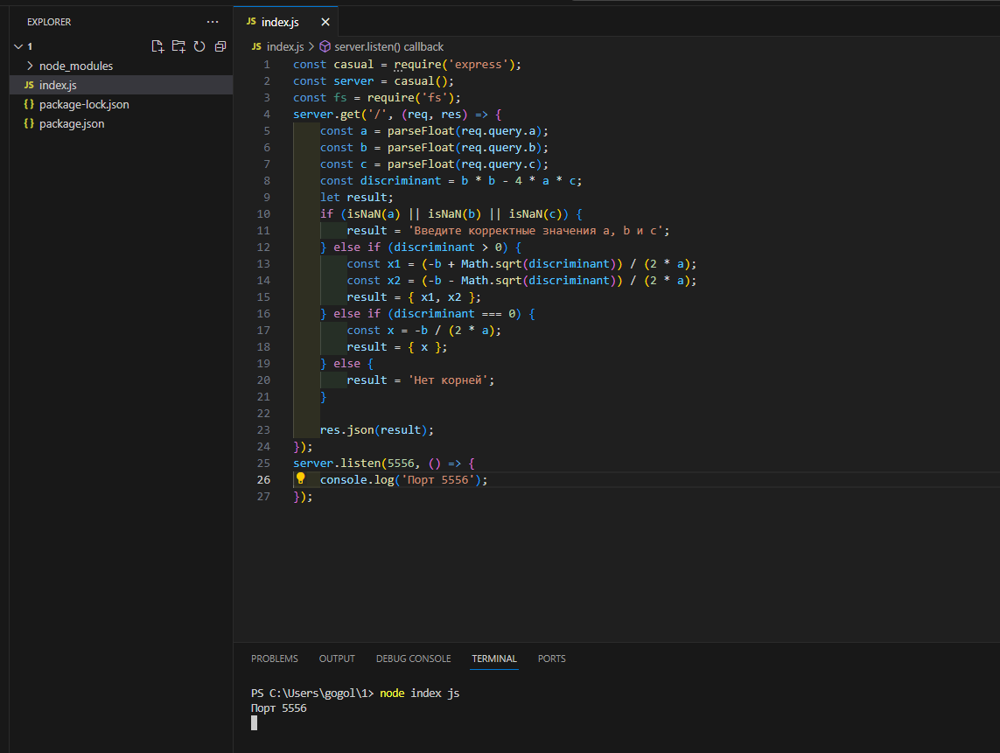 EXPLORER
1
node_modules
JS index.js
{} package-lock.json
{} package.json
JS index.js
JS index.js > server.listen() callback
1 const casual = require('express');
2 const server = casual();
3 const fs = require('fs');
4 server.get('/', (req, res) => {
5 const a = parseFloat(req.query.a);
6 const b = parseFloat(req.query.b);
7 const c = parseFloat(req.query.c);
8 const discriminant = b * b - 4 * a * c;
9 let result;
10 if (isNaN(a) || isNaN(b) || isNaN(c)) {
11 result = 'Введите корректные значения a, b и c';
12 } else if (discriminant > 0) {
13 const x1 = (-b + Math.sqrt(discriminant)) / (2 * a);
14 const x2 = (-b - Math.sqrt(discriminant)) / (2 * a);
15 result = { x1, x2 };
16 } else if (discriminant === 0) {
17 const x = -b / (2 * a);
18 result = { x };
19 } else {
20 result = 'Нет корней';
21 }
22
23 res.json(result);
24 });
25 server.listen(5556, () => {
26 console.log('Порт 5556');
27 });
PROBLEMS OUTPUT DEBUG CONSOLE TERMINAL PORTS
PS C:\Users\gogol\1> node index js
Порт 5556